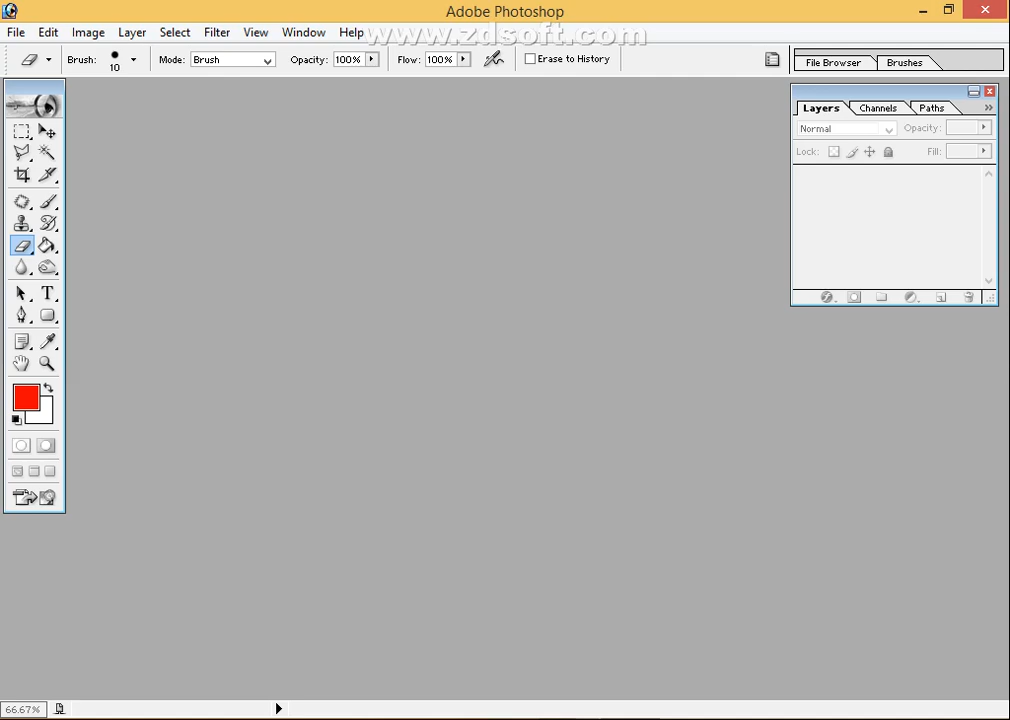 Adobe Photoshop
File Edit Image Layer Select Filter View Window Help
www.zdsoft.com
Brush: 10 Mode: Brush Opacity: 100% Flow: 100% Erase to History File Browser Brushes
Layers Channels Paths
Normal Opacity:
Lock: Fill:
T
66.67%